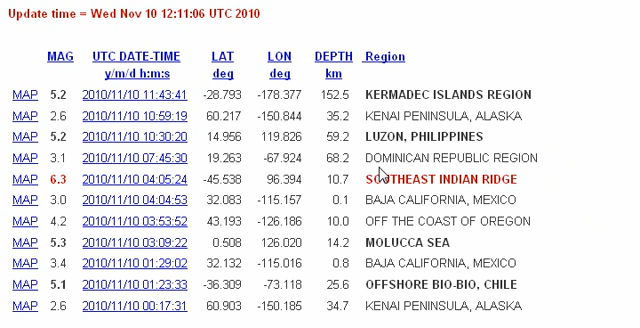 Update time = Wed Nov 10 12:11:06 UTC 2010
MAG UTC DATE-TIME LAT LON DEPTH Region
y/m/d h:m:s deg deg km
MAP 5.2 2010/11/10 11:43:41 -28.793 -178.377 152.5 KERMADEC ISLANDS REGION
MAP 2.6 2010/11/10 10:59:19 60.217 -150.844 35.2 KENAI PENINSULA, ALASKA
MAP 5.2 2010/11/10 10:30:20 14.956 119.826 59.2 LUZON, PHILIPPINES
MAP 3.1 2010/11/10 07:45:30 19.263 -67.924 68.2 DOMINICAN REPUBLIC REGION
MAP 6.3 2010/11/10 04:05:24 -45.538 96.394 10.7 SOUTHEAST INDIAN RIDGE
MAP 3.0 2010/11/10 04:04:53 32.083 -115.157 0.1 BAJA CALIFORNIA, MEXICO
MAP 4.2 2010/11/10 03:53:52 43.193 -126.186 10.0 OFF THE COAST OF OREGON
MAP 5.3 2010/11/10 03:09:22 0.508 126.020 14.2 MOLUCCA SEA
MAP 3.4 2010/11/10 01:29:02 32.132 -115.016 0.8 BAJA CALIFORNIA, MEXICO
MAP 5.1 2010/11/10 01:23:33 -36.309 -73.118 25.6 OFFSHORE BIO-BIO, CHILE
MAP 2.6 2010/11/10 00:17:31 60.903 -150.185 34.7 KENAI PENINSULA, ALASKA